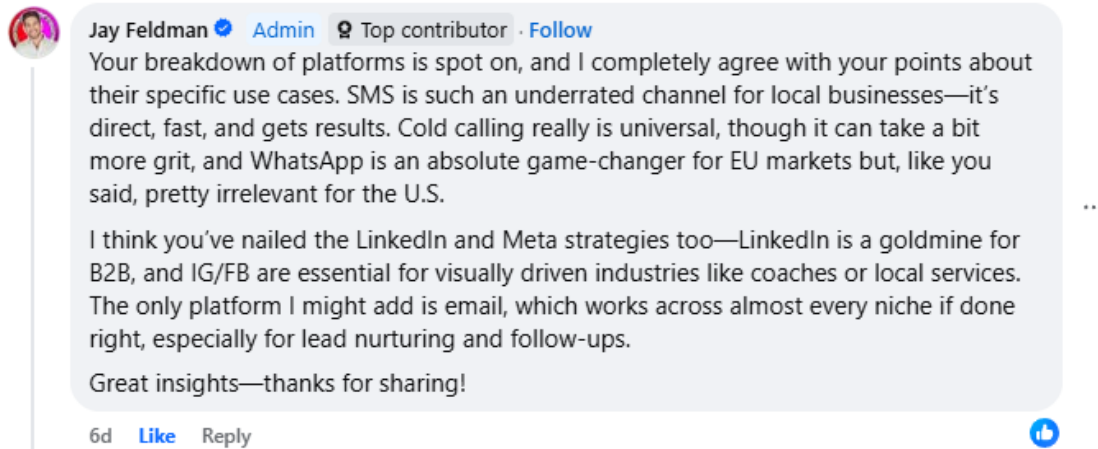 Jay Feldman Admin Top contributor · Follow
Your breakdown of platforms is spot on, and I completely agree with your points about
their specific use cases. SMS is such an underrated channel for local businesses—it’s
direct, fast, and gets results. Cold calling really is universal, though it can take a bit
more grit, and WhatsApp is an absolute game-changer for EU markets but, like you
said, pretty irrelevant for the U.S.
I think you’ve nailed the LinkedIn and Meta strategies too—LinkedIn is a goldmine for
B2B, and IG/FB are essential for visually driven industries like coaches or local services.
The only platform I might add is email, which works across almost every niche if done
right, especially for lead nurturing and follow-ups.
Great insights—thanks for sharing!
6d Like Reply